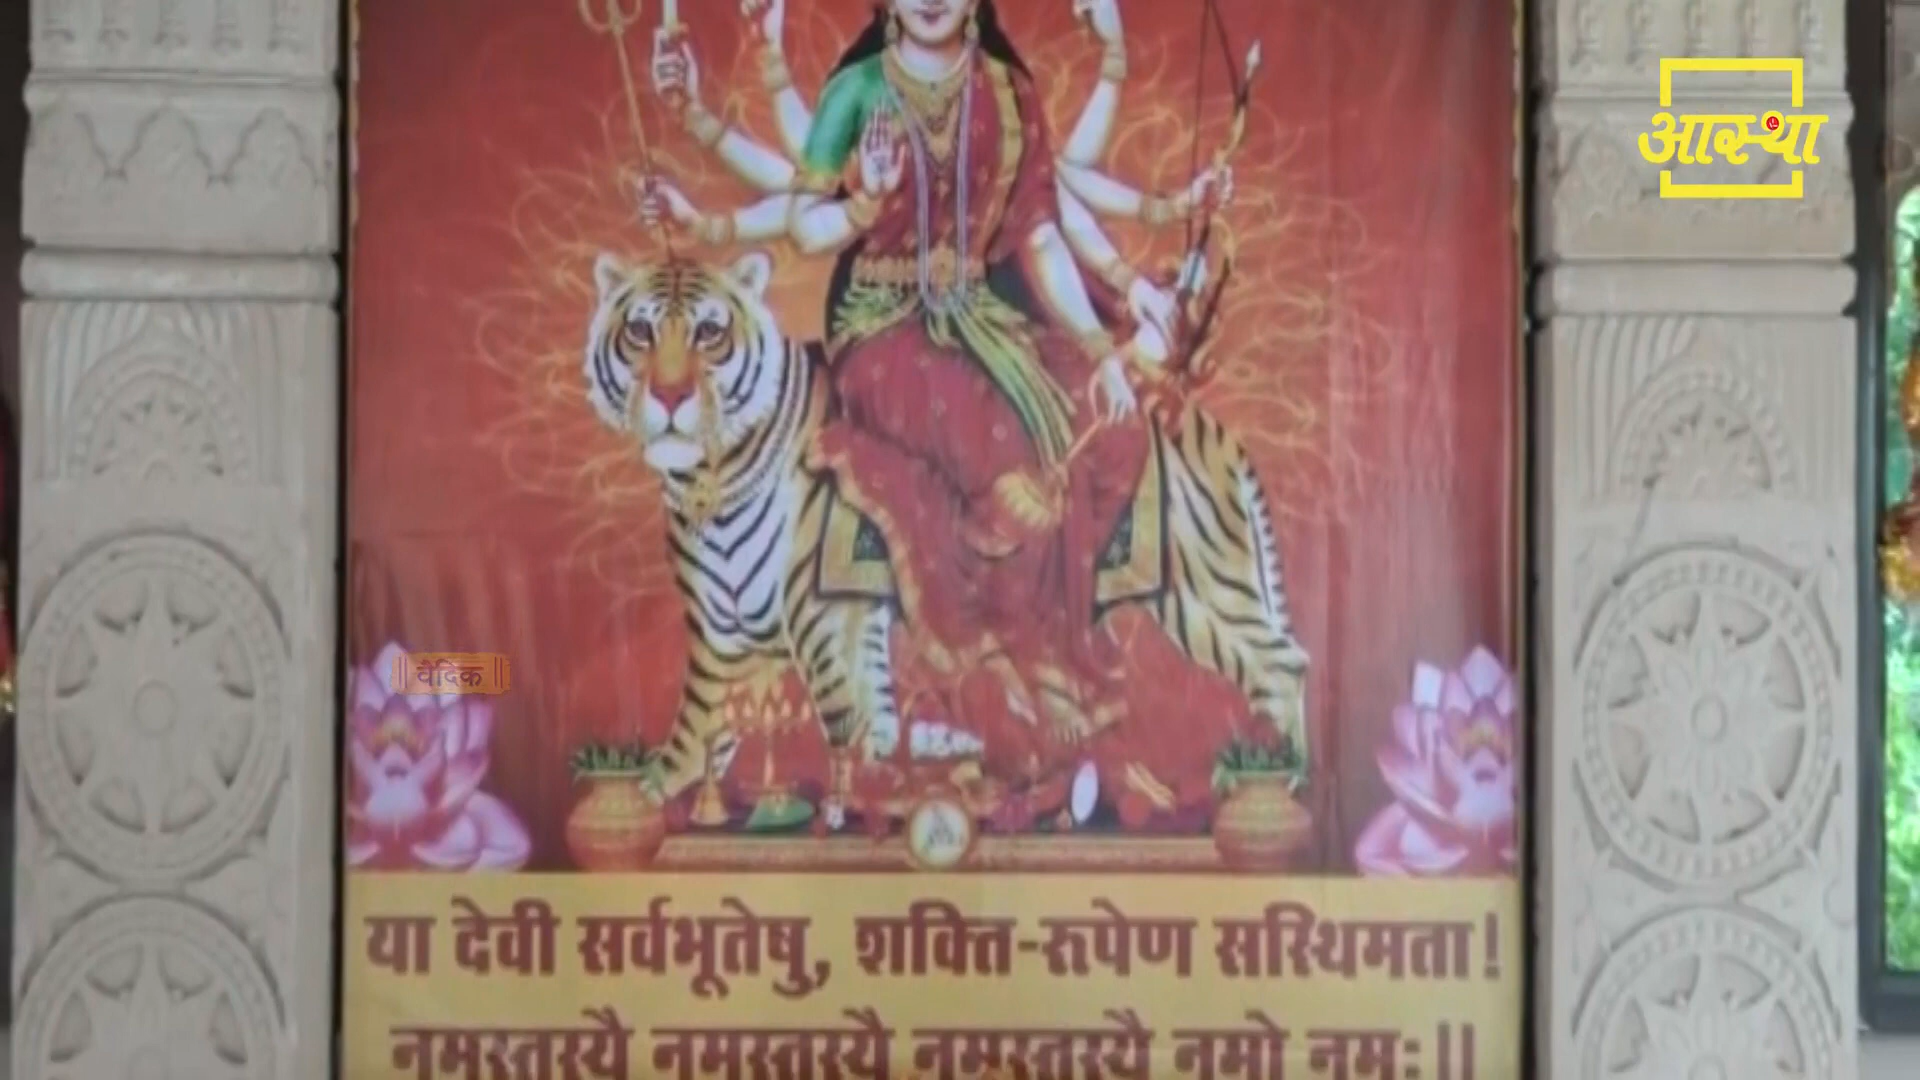 आस्था
॥ वैदिक ॥
या देवी सर्वभूतेषु, शक्ति-रूपेण सस्थिमता!
नमस्तस्यै नमस्तस्यै नमस्तस्यै नमो नमः॥